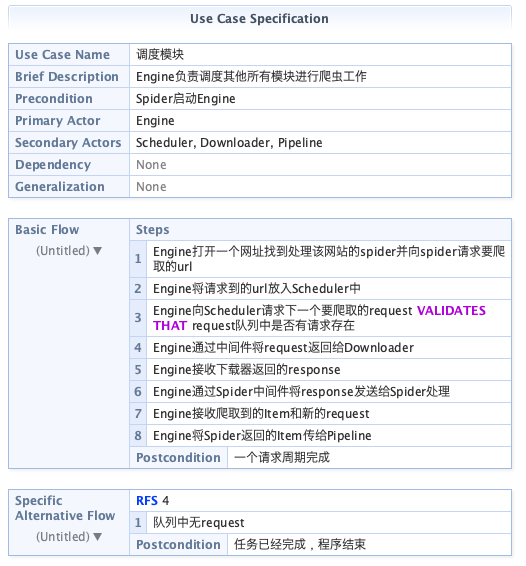 Use Case Specification
Use Case Name 调度模块
Brief Description Engine负责调度其他所有模块进行爬虫工作
Precondition Spider启动Engine
Primary Actor Engine
Secondary Actors Scheduler, Downloader, Pipeline
Dependency None
Generalization None
Basic Flow Steps
(Untitled) ▼
1 Engine打开一个网址找到处理该网站的spider并向spider请求要爬
取的url
2 Engine将请求到的url放入Scheduler中
3 Engine向Scheduler请求下一个要爬取的request VALIDATES
THAT request队列中是否有请求存在
4 Engine通过中间件将request返回给Downloader
5 Engine接收下载器返回的response
6 Engine通过Spider中间件将response发送给Spider处理
7 Engine接收爬取到的Item和新的request
8 Engine将Spider返回的Item传给Pipeline
Postcondition 一个请求周期完成
Specific
Alternative Flow
(Untitled) ▼
RFS 4
1 队列中无request
Postcondition 任务已经完成，程序结束